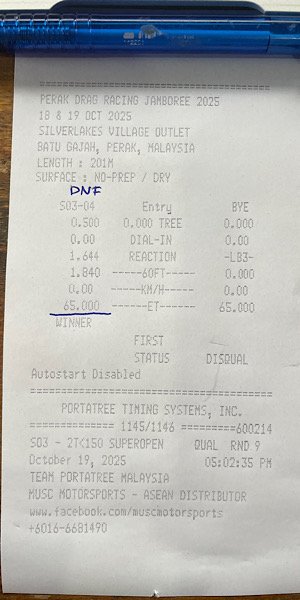 PERAK DRAG RACING JAMBOREE 2025
18 & 19 OCT 2025
SILVERLAKES VILLAGE OUTLET
BATU GAJAH, PERAK, MALAYSIA
LENGTH : 201M
SURFACE : NO-PREP / DRY
DNF
S03-04 Entry BYE
0.500 0.000 TREE 0.000
0.00 DIAL-IN 0.00
1.644 REACTION -LB3-
1.840 -----60FT----- 0.000
0.00 -----KM/H----- 0.00
65.000 ------ET------ 65.000
WINNER
FIRST
STATUS DISQUAL
Autostart Disabled
PORTATREE TIMING SYSTEMS, INC.
============= 1145/1146 =========600214
S03 - 2TK150 SUPEROPEN QUAL RND 9
October 19, 2025 05:02:35 PM
TEAM PORTATREE MALAYSIA
MUSC MOTORSPORTS - ASEAN DISTRIBUTOR
www.facebook.com/muscmotorsports
+6016-6681490